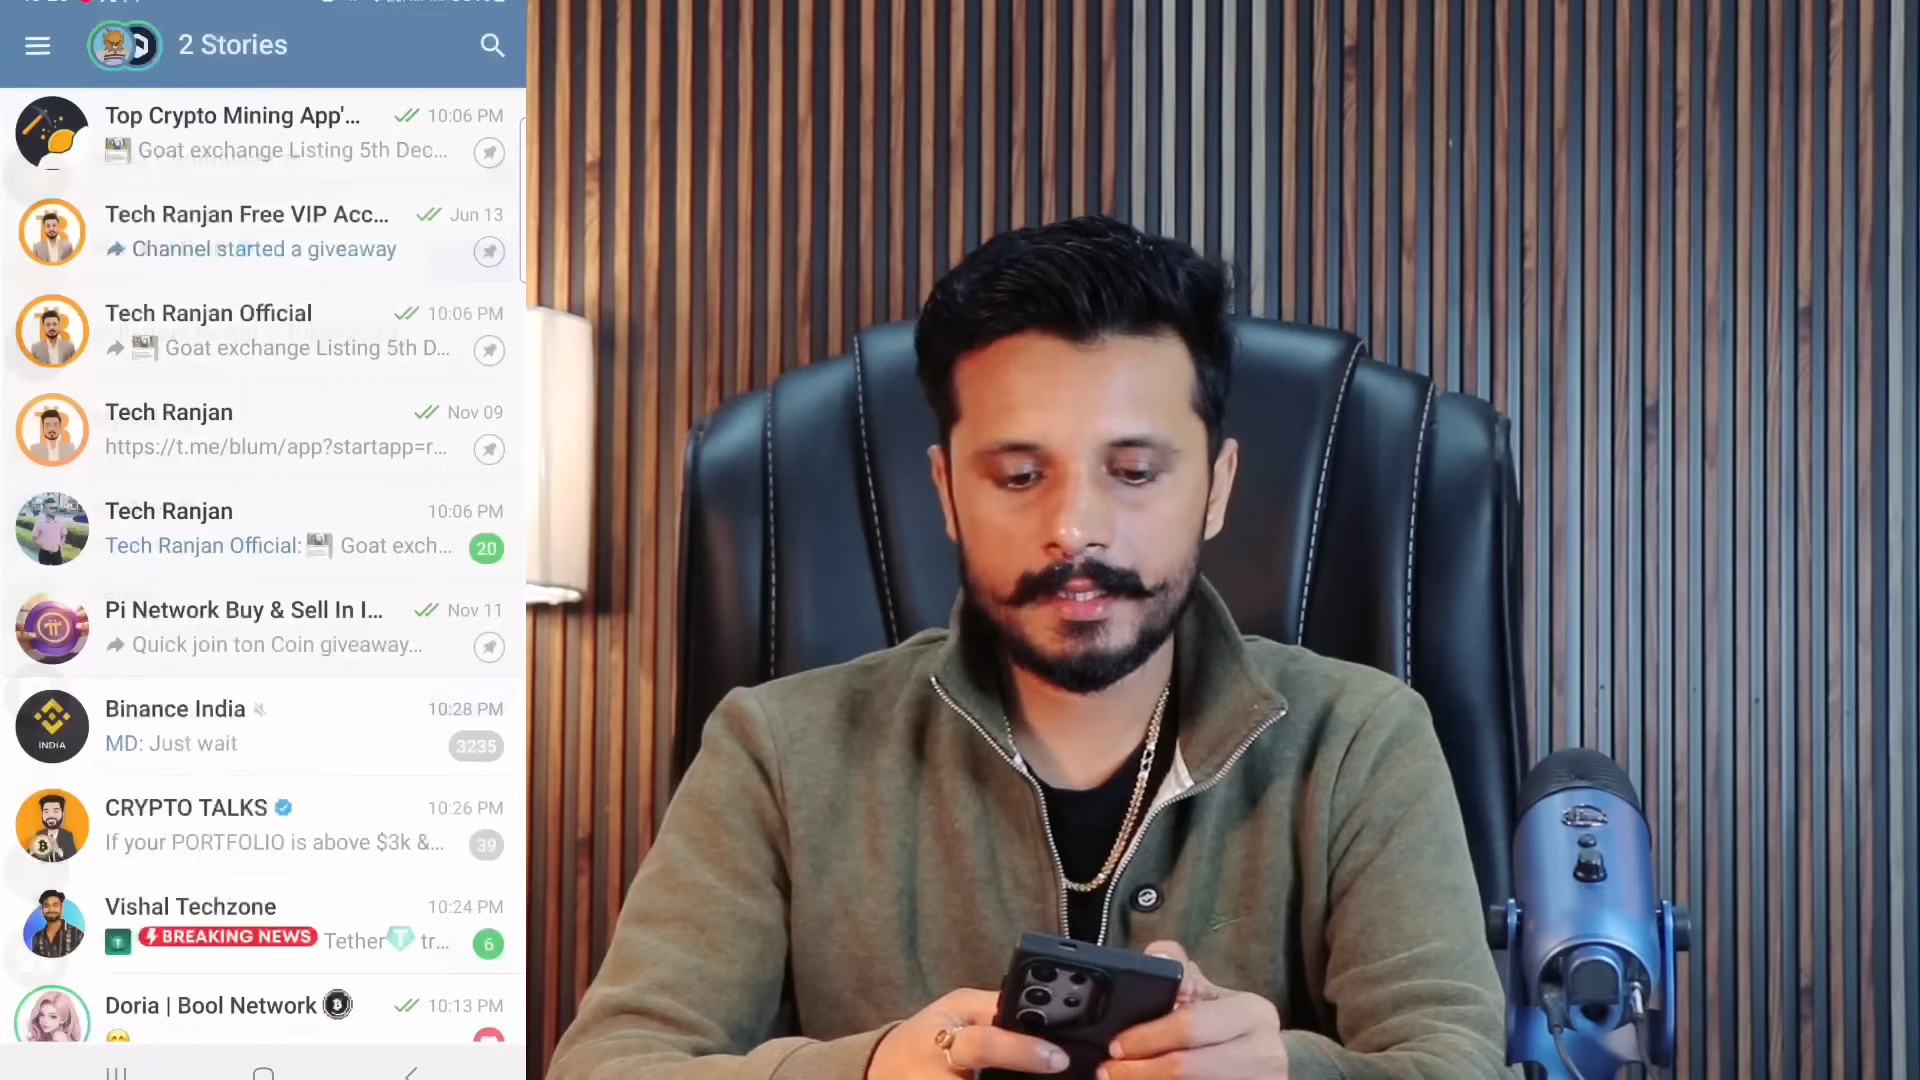 2 Stories
Top Crypto Mining App'... 10:06 PM
Goat exchange Listing 5th Dec...
Tech Ranjan Free VIP Acc... Jun 13
Channel started a giveaway
Tech Ranjan Official 10:06 PM
Goat exchange Listing 5th D...
Tech Ranjan Nov 09
https://t.me/blum/app?startapp=r...
Tech Ranjan 10:06 PM
Tech Ranjan Official: Goat exch... 20
Pi Network Buy & Sell In I... Nov 11
Quick join ton Coin giveaway...
Binance India 10:28 PM
INDIA
MD: Just wait 3235
CRYPTO TALKS 10:26 PM
If your PORTFOLIO is above $3k &... 39
Vishal Techzone 10:24 PM
BREAKING NEWS Tether tr... 6
Doria | Bool Network 10:13 PM